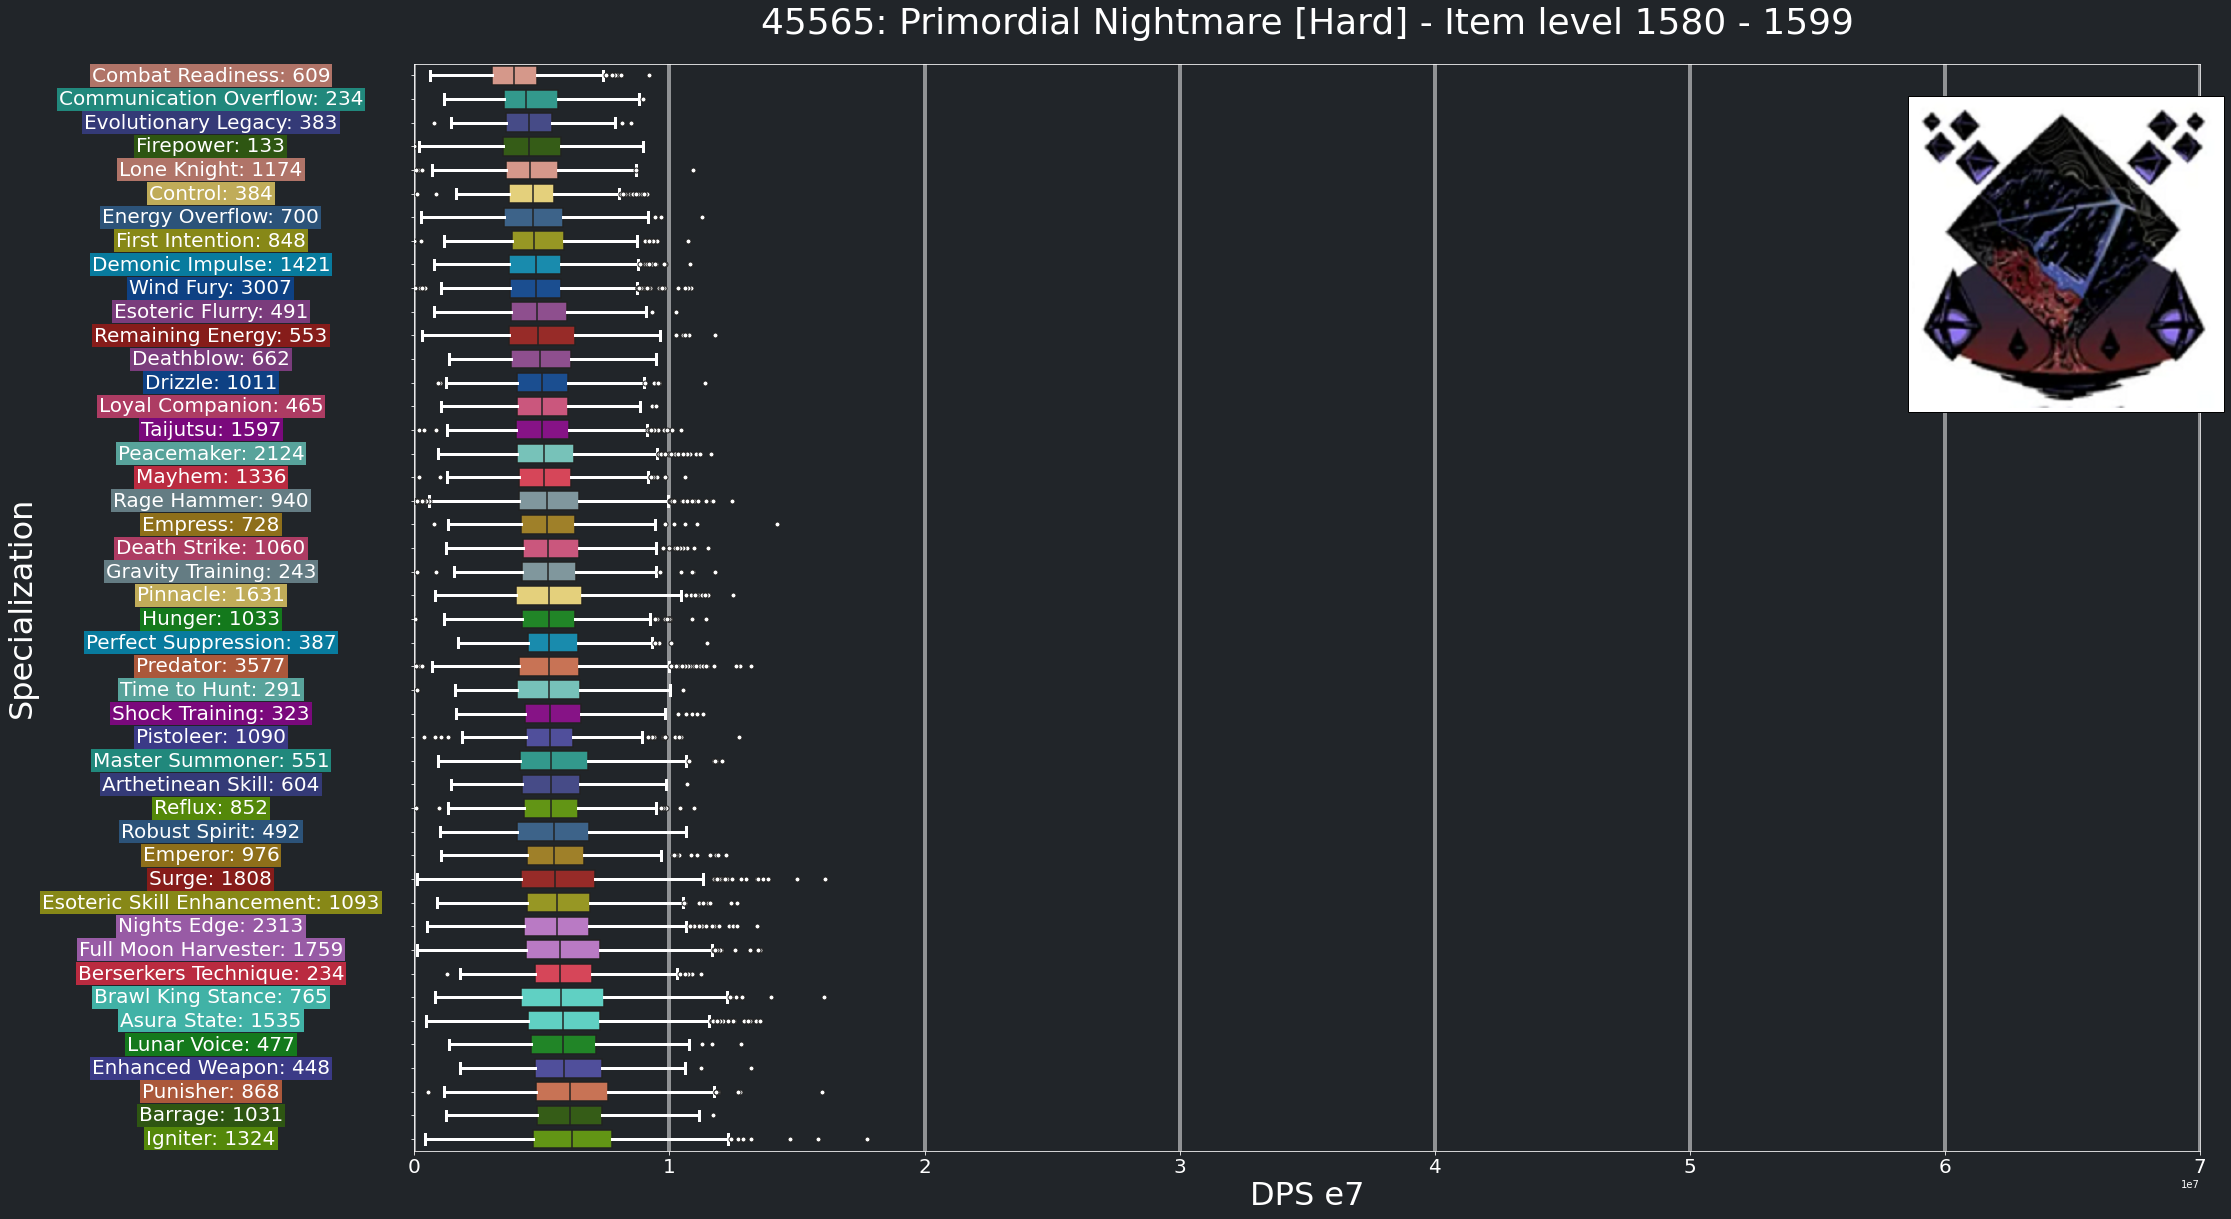 45565: Primordial Nightmare [Hard] - Item level 1580 - 1599
Specialization
Combat Readiness: 609
Communication Overflow: 234
Evolutionary Legacy: 383
Firepower: 133
Lone Knight: 1174
Control: 384
Energy Overflow: 700
First Intention: 848
Demonic Impulse: 1421
Wind Fury: 3007
Esoteric Flurry: 491
Remaining Energy: 553
Deathblow: 662
Drizzle: 1011
Loyal Companion: 465
Taijutsu: 1597
Peacemaker: 2124
Mayhem: 1336
Rage Hammer: 940
Empress: 728
Death Strike: 1060
Gravity Training: 243
Pinnacle: 1631
Hunger: 1033
Perfect Suppression: 387
Predator: 3577
Time to Hunt: 291
Shock Training: 323
Pistoleer: 1090
Master Summoner: 551
Arthetinean Skill: 604
Reflux: 852
Robust Spirit: 492
Emperor: 976
Surge: 1808
Esoteric Skill Enhancement: 1093
Nights Edge: 2313
Full Moon Harvester: 1759
Berserkers Technique: 234
Brawl King Stance: 765
Asura State: 1535
Lunar Voice: 477
Enhanced Weapon: 448
Punisher: 868
Barrage: 1031
Igniter: 1324
0 1 2 3 4 5 6 7
1e7
DPS e7